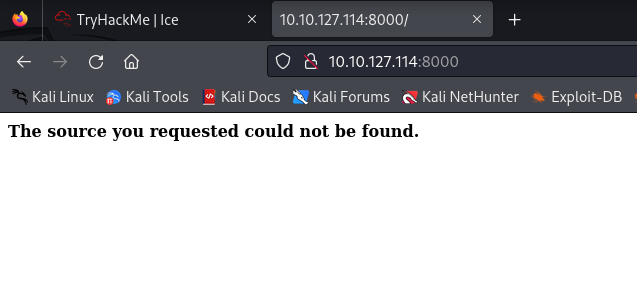 TryHackMe | Ice
10.10.127.114:8000/
10.10.127.114:8000
Kali Linux
Kali Tools
Kali Docs
Kali Forums
Kali NetHunter
Exploit-DB
The source you requested could not be found.